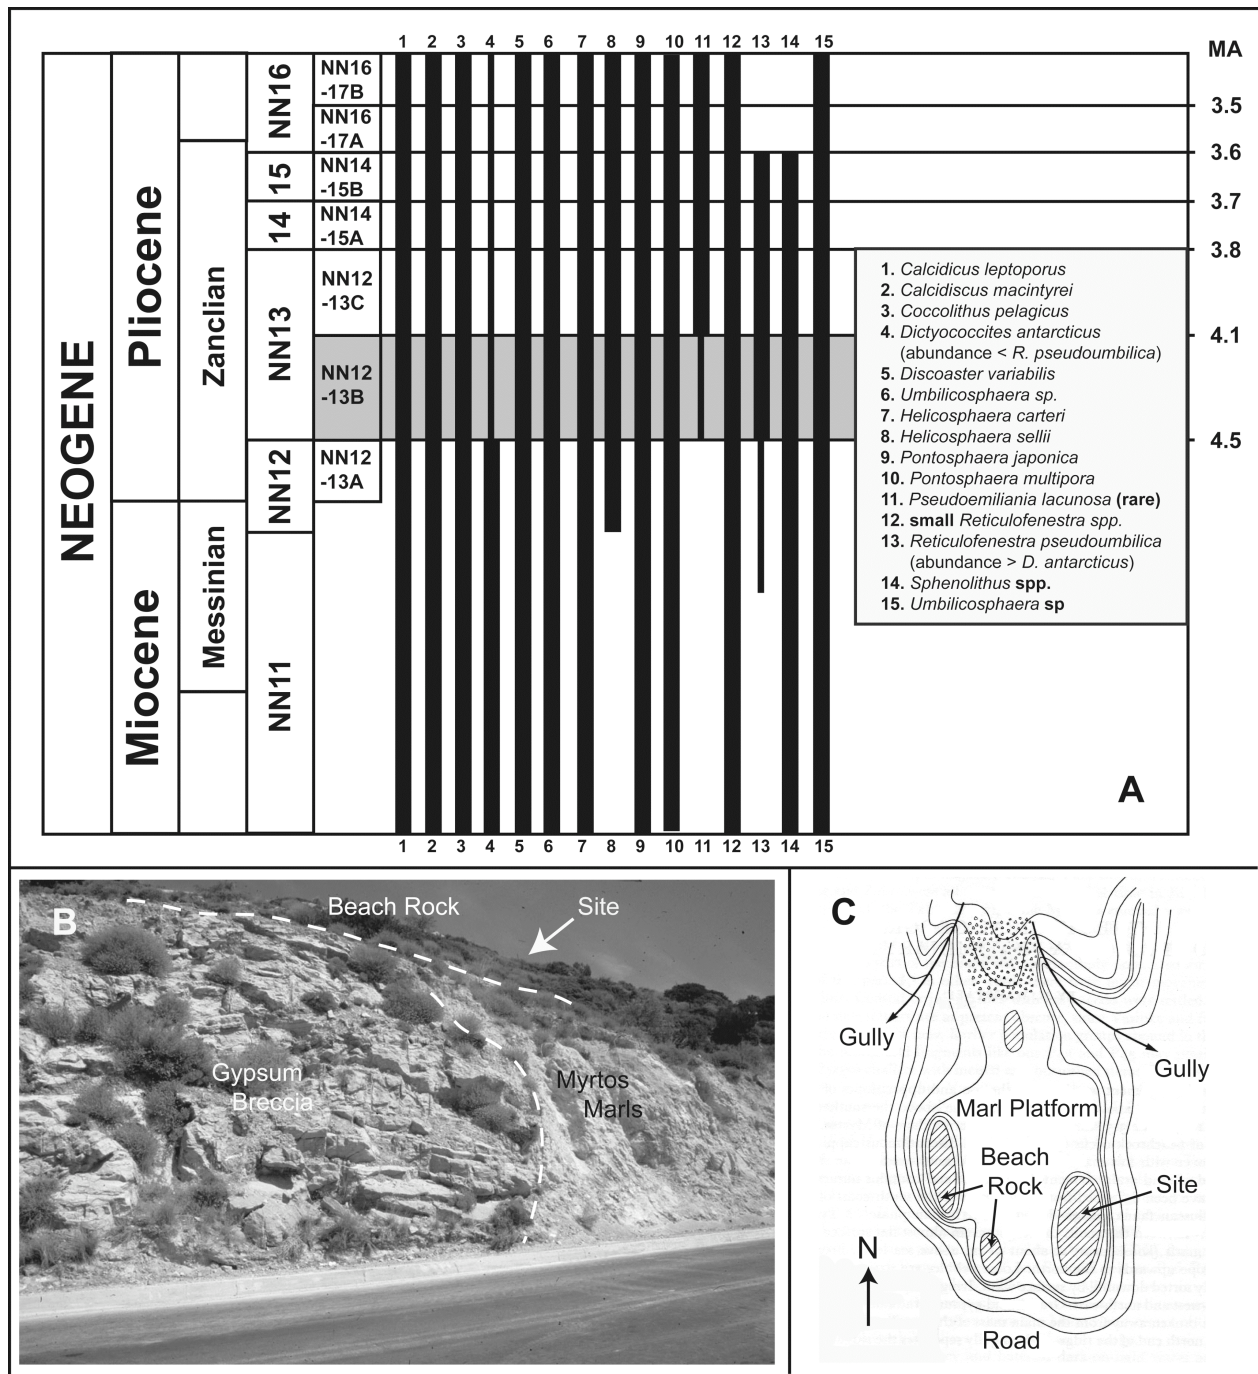 1 2 3 4 5 6 7 8 9 10 11 12 13 14 15
MA
NEOGENE
Pliocene
Miocene
Zanclian
Messinian
NN16
15
14
NN13
NN12
NN11
NN16
-17B
NN16
-17A
NN14
-15B
NN14
-15A
NN12
-13C
NN12
-13B
NN12
-13A
3.5
3.6
3.7
3.8
4.1
4.5
1. Calcidicus leptoporus
2. Calcidiscus macintyrei
3. Coccolithus pelagicus
4. Dictyococcites antarcticus
(abundance < R. pseudoumbilica)
5. Discoaster variabilis
6. Umbilicosphaera sp.
7. Helicosphaera carteri
8. Helicosphaera sellii
9. Pontosphaera japonica
10. Pontosphaera multipora
11. Pseudoemiliania lacunosa (rare)
12. small Reticulofenestra spp.
13. Reticulofenestra pseudoumbilica
(abundance > D. antarcticus)
14. Sphenolithus spp.
15. Umbilicosphaera sp
A
1 2 3 4 5 6 7 8 9 10 11 12 13 14 15
B
Beach Rock
Site
Gypsum
Breccia
Myrtos
Marls
C
Gully
Gully
Marl Platform
Beach
Rock
Site
N
Road